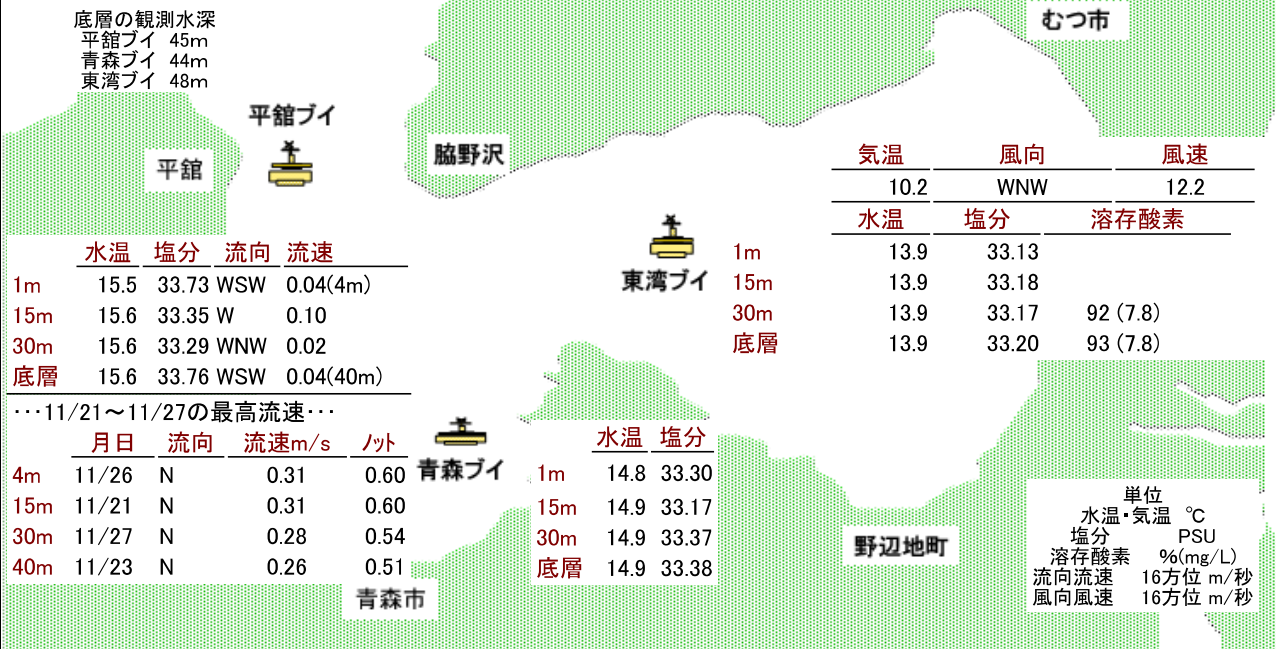 底層の観測水深
平舘ブイ 45m
青森ブイ 44m
東湾ブイ 48m
むつ市
平舘ブイ
平舘
脇野沢
気温 風向 風速
10.2 WNW 12.2
水温 塩分 溶存酸素
1m 13.9 33.13
15m 13.9 33.18
30m 13.9 33.17 92 (7.8)
底層 13.9 33.20 93 (7.8)
東湾ブイ
水温 塩分 流向 流速
1m 15.5 33.73 WSW 0.04(4m)
15m 15.6 33.35 W 0.10
30m 15.6 33.29 WNW 0.02
底層 15.6 33.76 WSW 0.04(40m)
･･･11/21～11/27の最高流速･･･
月日 流向 流速m/s ﾉｯﾄ
4m 11/26 N 0.31 0.60
15m 11/21 N 0.31 0.60
30m 11/27 N 0.28 0.54
40m 11/23 N 0.26 0.51
青森ブイ
水温 塩分
1m 14.8 33.30
15m 14.9 33.17
30m 14.9 33.37
底層 14.9 33.38
青森市
野辺地町
単位
水温・気温 ℃
塩分 PSU
溶存酸素 %(mg/L)
流向流速 16方位 m/秒
風向風速 16方位 m/秒